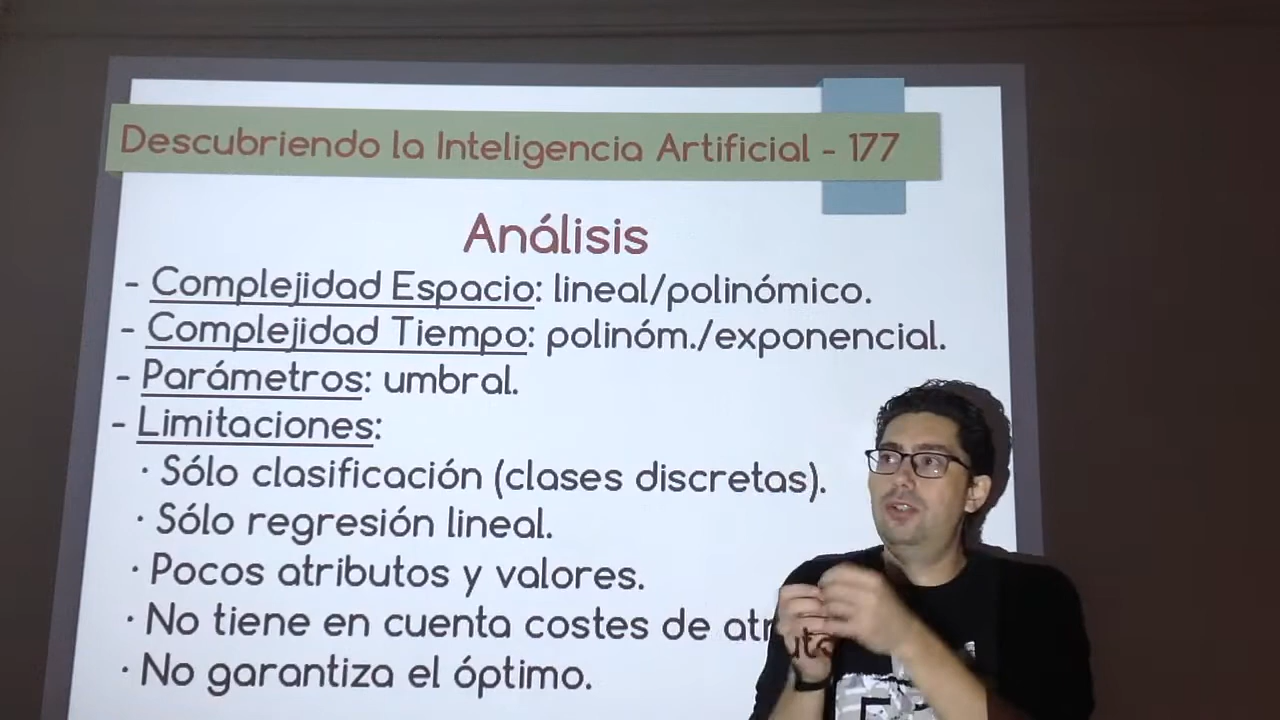 Descubriendo la Inteligencia Artificial - 177
Análisis
- Complejidad Espacio: lineal/polinómico.
- Complejidad Tiempo: polinóm./exponencial.
- Parámetros: umbral.
- Limitaciones:
· Sólo clasificación (clases discretas).
· Sólo regresión lineal.
· Pocos atributos y valores.
· No tiene en cuenta costes de
· No garantiza el óptimo.